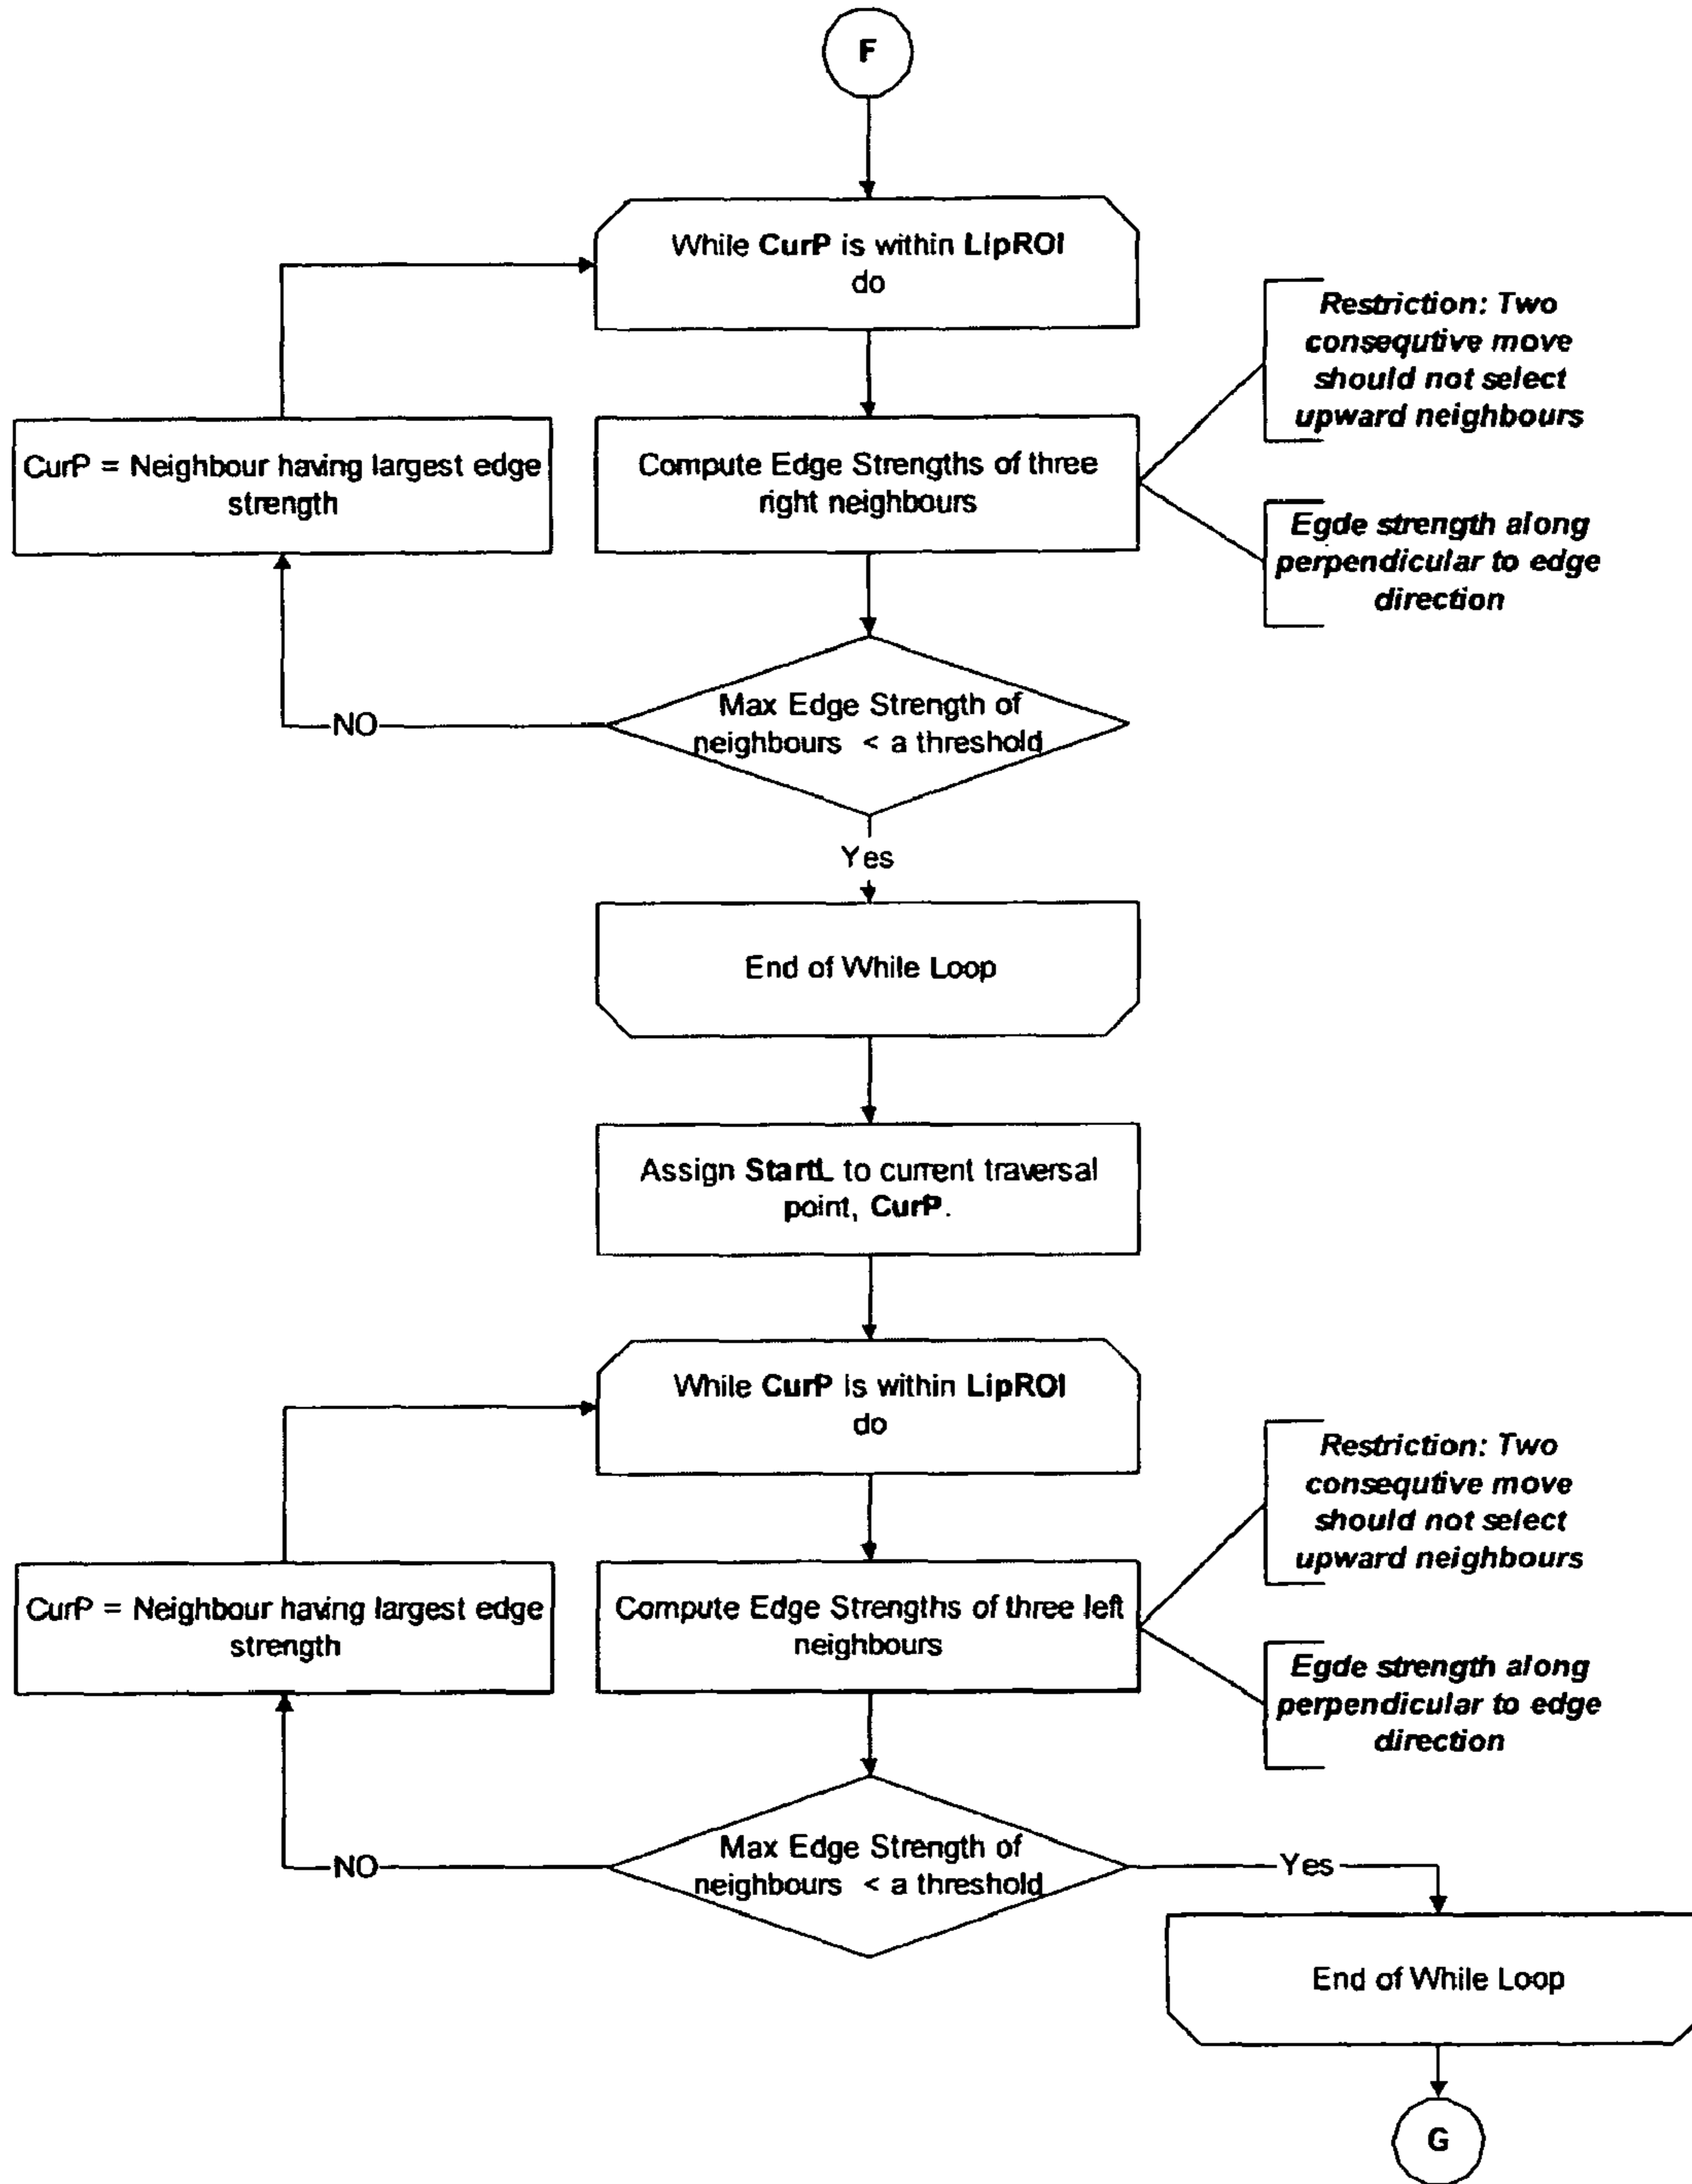 F
While CurP is within LipROI
do
Restriction: Two
consequtive move
should not select
upward neighbours
CurP = Neighbour having largest edge
strength
Compute Edge Strengths of three
right neighbours
Egde strength along
perpendicular to edge
direction
Max Edge Strength of
neighbours < a threshold
NO
Yes
End of While Loop
Assign StartL to current traversal
point, CurP.
While CurP is within LipROI
do
Restriction: Two
consequtive move
should not select
upward neighbours
CurP = Neighbour having largest edge
strength
Compute Edge Strengths of three left
neighbours
Egde strength along
perpendicular to edge
direction
Max Edge Strength of
neighbours < a threshold
NO
Yes
End of While Loop
G